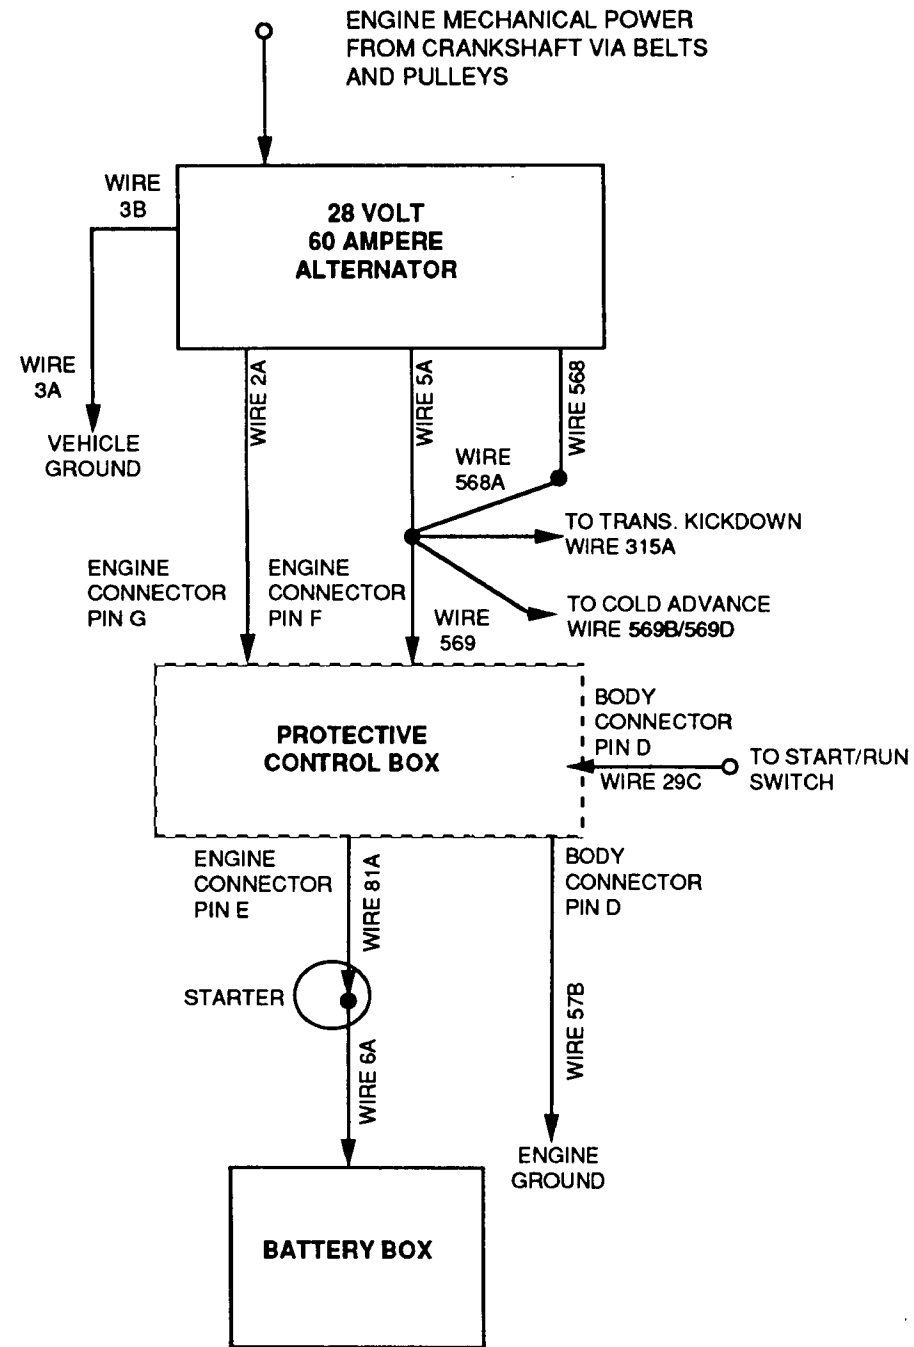 ENGINE MECHANICAL POWER
FROM CRANKSHAFT VIA BELTS
AND PULLEYS
WIRE
3B
28 VOLT
60 AMPERE
ALTERNATOR
WIRE
3A
VEHICLE
GROUND
WIRE 2A
WIRE 5A
WIRE 568
WIRE
568A
TO TRANS. KICKDOWN
WIRE 315A
TO COLD ADVANCE
WIRE 569B/569D
ENGINE
CONNECTOR
PIN G
ENGINE
CONNECTOR
PIN F
WIRE
569
PROTECTIVE
CONTROL BOX
BODY
CONNECTOR
PIN D
WIRE 29C
TO START/RUN
SWITCH
ENGINE
CONNECTOR
PIN E
WIRE 81A
BODY
CONNECTOR
PIN D
STARTER
WIRE 6A
WIRE 57B
ENGINE
GROUND
BATTERY BOX